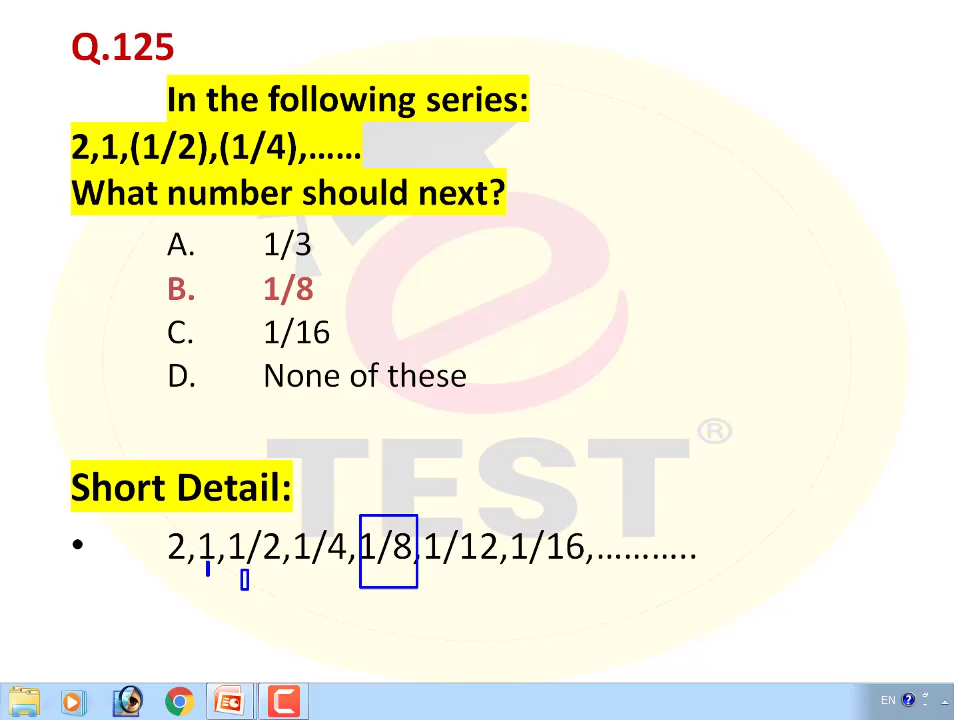 Q.125
In the following series:
2,1,(1/2),(1/4),……
What number should next?
A. 1/3
B. 1/8
C. 1/16
D. None of these
e
TEST ®
Short Detail:
• 2,1,1/2,1/4,1/8,1/12,1/16,………..
EN